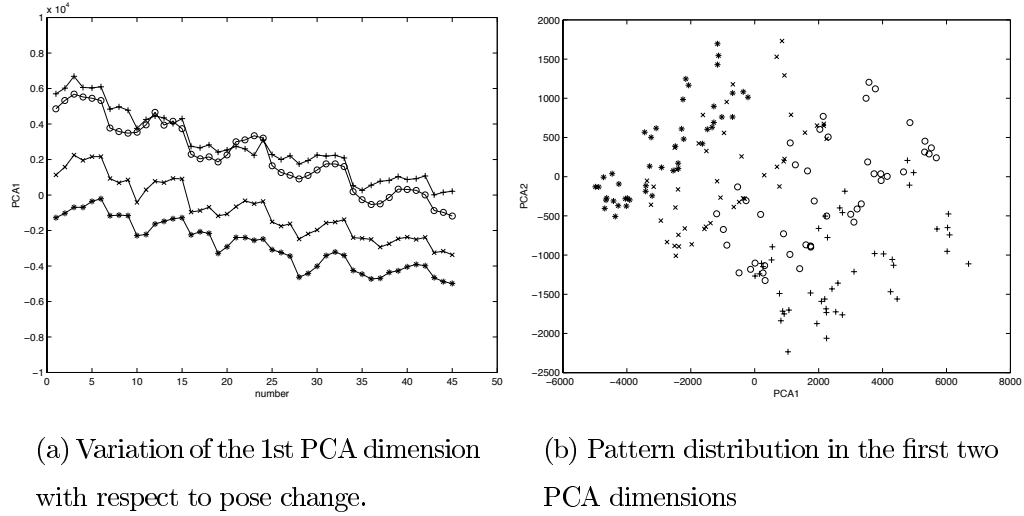 x 10^4
1
0.8
0.6
0.4
0.2
0
−0.2
−0.4
−0.6
−0.8
−1
0 5 10 15 20 25 30 35 40 45 50
PCA1
number
2000
1500
1000
500
0
−500
−1000
−1500
−2000
−2500
−6000 −4000 −2000 0 2000 4000 6000 8000
PCA2
PCA1
(a) Variation of the 1st PCA dimension
with respect to pose change.
(b) Pattern distribution in the first two
PCA dimensions